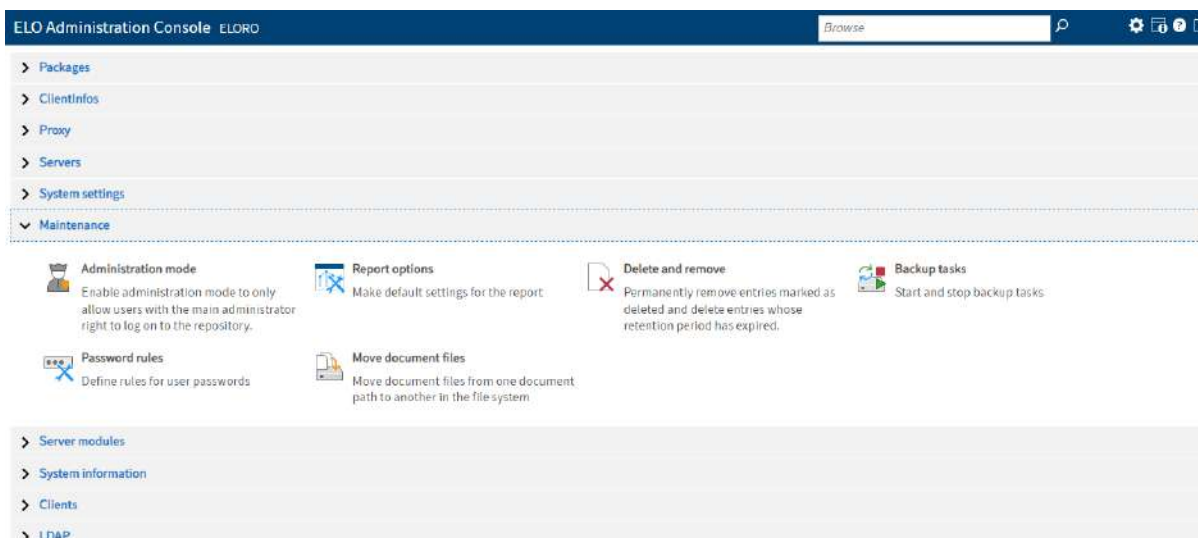 ELO Administration Console ELORO
Browse
Packages
ClientInfos
Proxy
Servers
System settings
Maintenance
Administration mode
Enable administration mode to only
allow users with the main administrator
right to log on to the repository.
Report options
Make default settings for the report
Delete and remove
Permanently remove entries marked as
deleted and delete entries whose
retention period has expired.
Backup tasks
Start and stop backup tasks
Password rules
Define rules for user passwords
Move document files
Move document files from one document
path to another in the file system
Server modules
System information
Clients
LDAP